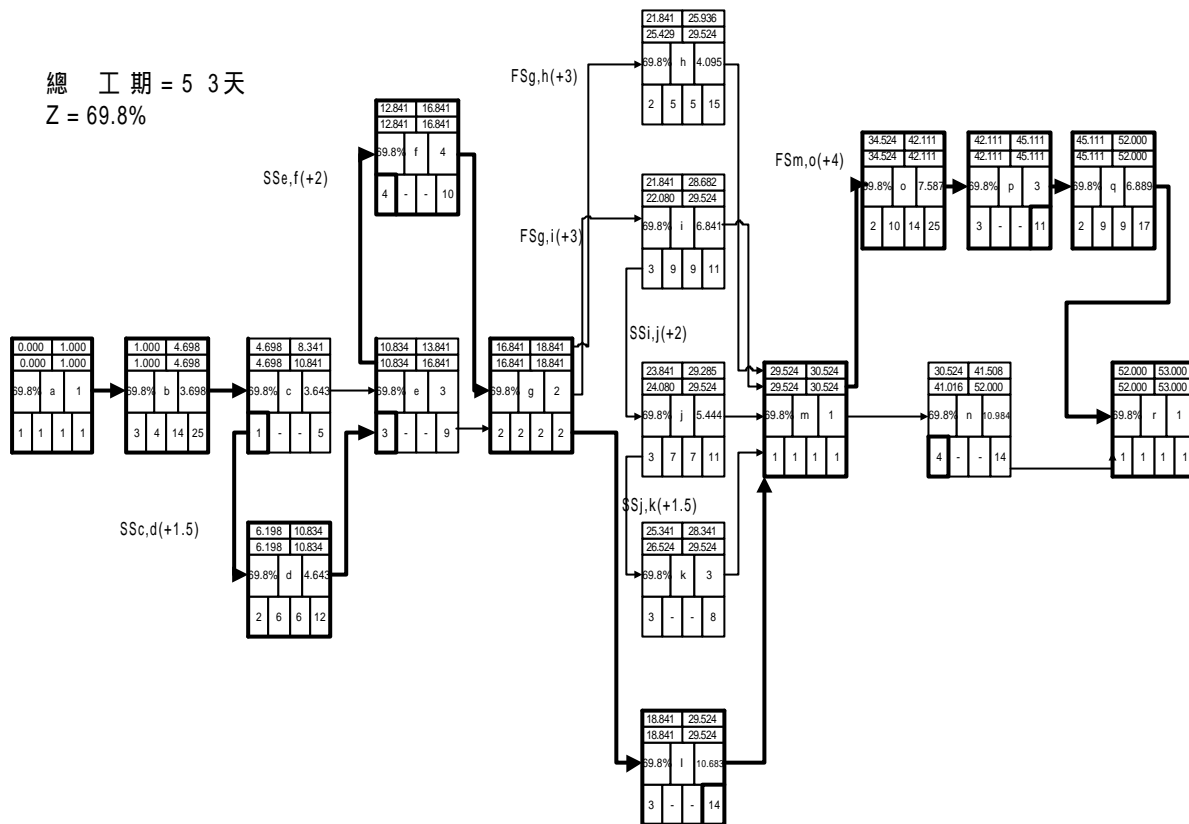 總 工 期 = 5 3天
Z = 69.8%
21.841 25.936
25.429 29.524
69.8% h 4.095
2 5 5 15
FSg,h(+3)
12.841 16.841
12.841 16.841
69.8% f 4
4 - - 10
SSe,f(+2)
34.524 42.111
34.524 42.111
69.8% o 7.587
2 10 14 25
42.111 45.111
42.111 45.111
69.8% p 3
3 - - 11
45.111 52.000
45.111 52.000
69.8% q 6.889
2 9 9 17
FSm,o(+4)
21.841 28.682
22.080 29.524
69.8% i 6.841
3 9 9 11
FSg,i(+3)
SSi,j(+2)
0.000 1.000
0.000 1.000
69.8% a 1
1 1 1 1
1.000 4.698
1.000 4.698
69.8% b 3.698
3 4 14 25
4.698 8.341
4.698 10.841
69.8% c 3.643
1 - - 5
10.834 13.841
10.834 16.841
69.8% e 3
3 - - 9
16.841 18.841
16.841 18.841
69.8% g 2
2 2 2 2
23.841 29.285
24.080 29.524
69.8% j 5.444
3 7 7 11
29.524 30.524
29.524 30.524
69.8% m 1
1 1 1 1
30.524 41.508
41.016 52.000
69.8% n 10.984
4 - - 14
52.000 53.000
52.000 53.000
69.8% r 1
1 1 1 1
SSj,k(+1.5)
SSc,d(+1.5)
6.198 10.834
6.198 10.834
69.8% d 4.643
2 6 6 12
25.341 28.341
26.524 29.524
69.8% k 3
3 - - 8
18.841 29.524
18.841 29.524
69.8% l 10.683
3 - - 14